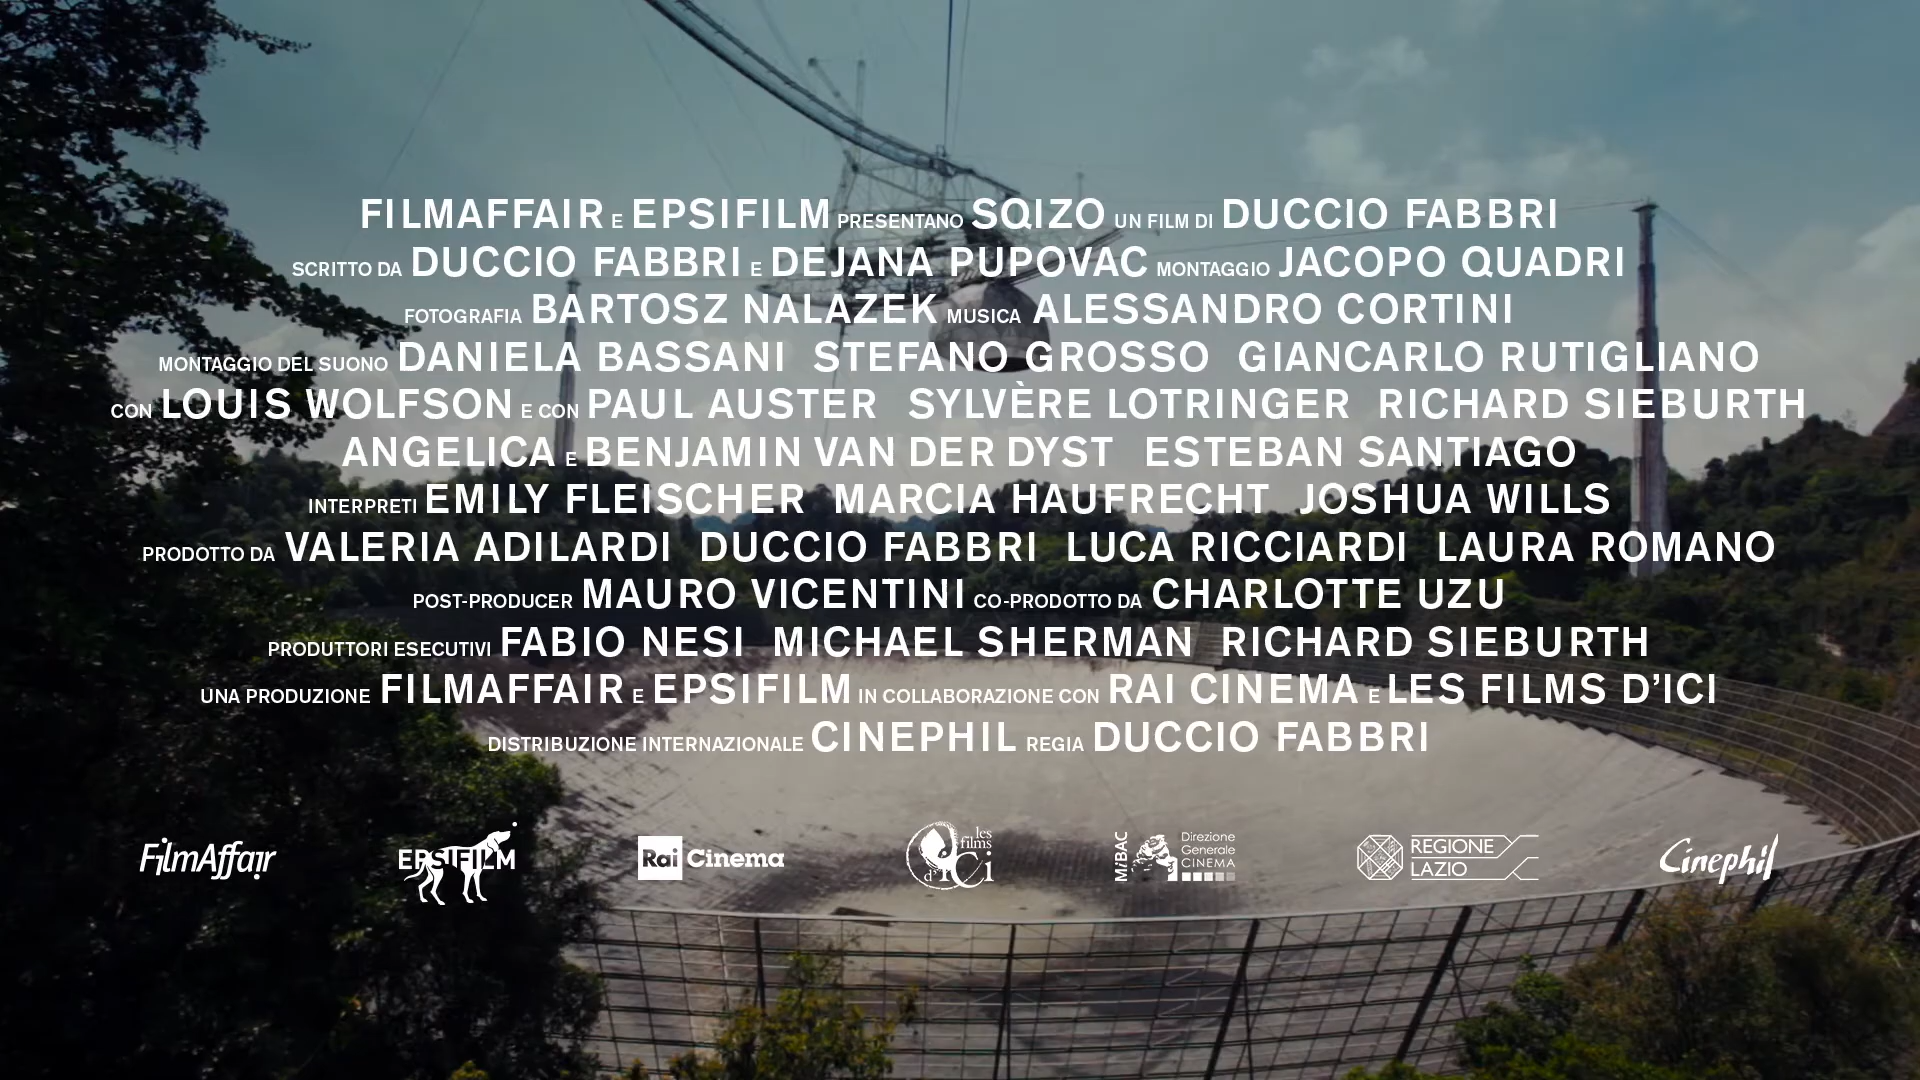 FILMAFFAIR E EPSIFILM PRESENTANO SQIZO UN FILM DI DUCCIO FABBRI
SCRITTO DA DUCCIO FABBRI E DEJANA PUPOVAC MONTAGGIO JACOPO QUADRI
FOTOGRAFIA BARTOSZ NALAZEK MUSICA ALESSANDRO CORTINI
MONTAGGIO DEL SUONO DANIELA BASSANI STEFANO GROSSO GIANCARLO RUTIGLIANO
CON LOUIS WOLFSON E CON PAUL AUSTER SYLVÈRE LOTRINGER RICHARD SIEBURTH
ANGELICA E BENJAMIN VAN DER DYST ESTEBAN SANTIAGO
INTERPRETI EMILY FLEISCHER MARCIA HAUFRECHT JOSHUA WILLS
PRODOTTO DA VALERIA ADILARDI DUCCIO FABBRI LUCA RICCIARDI LAURA ROMANO
POST-PRODUCER MAURO VICENTINI CO-PRODOTTO DA CHARLOTTE UZU
PRODUTTORI ESECUTIVI FABIO NESI MICHAEL SHERMAN RICHARD SIEBURTH
UNA PRODUZIONE FILMAFFAIR E EPSIFILM IN COLLABORAZIONE CON RAI CINEMA E LES FILMS D'ICI
DISTRIBUZIONE INTERNAZIONALE CINEPHIL REGIA DUCCIO FABBRI
FilmAffair
EPSIFILM
Rai Cinema
les films d'ici
MiBAC
Direzione
Generale
CINEMA
REGIONE
LAZIO
Cinephil